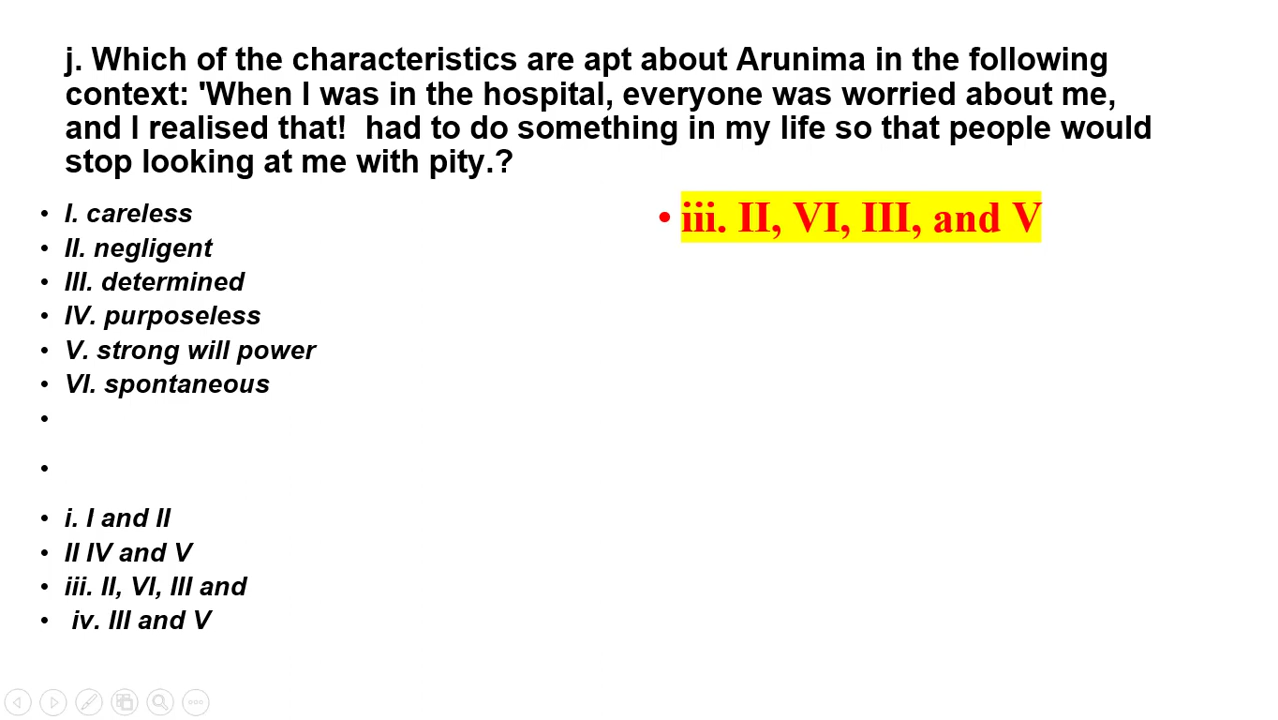 j. Which of the characteristics are apt about Arunima in the following
context: 'When I was in the hospital, everyone was worried about me,
and I realised that!  had to do something in my life so that people would
stop looking at me with pity.?
• I. careless
• II. negligent
• III. determined
• IV. purposeless
• V. strong will power
• VI. spontaneous
•
•
• i. I and II
• II IV and V
• iii. II, VI, III and
• iv. III and V
• iii. II, VI, III, and V